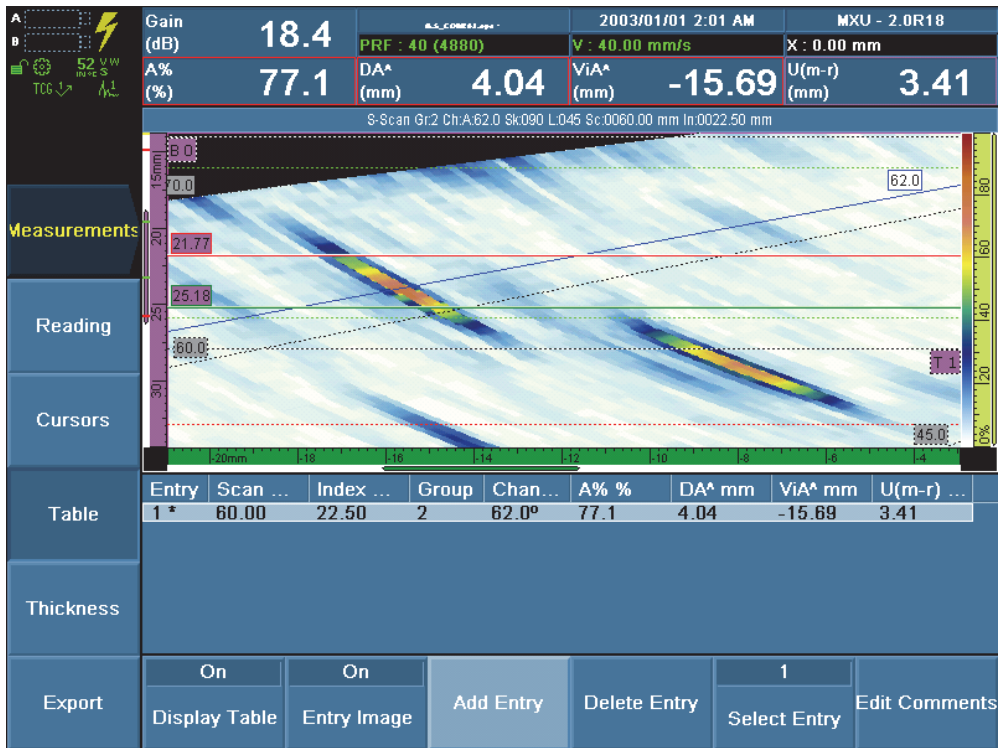 A
B
Gain
(dB)
18.4
2003/01/01 2:01 AM
MXU - 2.0R18
PRF : 40 (4880)
V : 40.00 mm/s
X : 0.00 mm
52 V W
IN°C S
TCG
A%
(%)
77.1
DA^
(mm)
4.04
ViA^
(mm)
-15.69
U(m-r)
(mm)
3.41
S-Scan Gr:2 Ch:A:62.0 Sk:090 L:045 Sc:0060.00 mm In:0022.50 mm
B 0
70.0
62.0
21.77
25.18
60.0
T 1
45.0
15mm
20
25
30
80
60
40
20
0%
-20mm -18 -16 -14 -12 -10 -8 -6 -4
Measurements
Reading
Cursors
Table
Thickness
Export
Entry Scan ... Index ... Group Chan... A% % DA^ mm ViA^ mm U(m-r) ...
1 * 60.00 22.50 2 62.0º 77.1 4.04 -15.69 3.41
On
Display Table
On
Entry Image
Add Entry
Delete Entry
1
Select Entry
Edit Comments